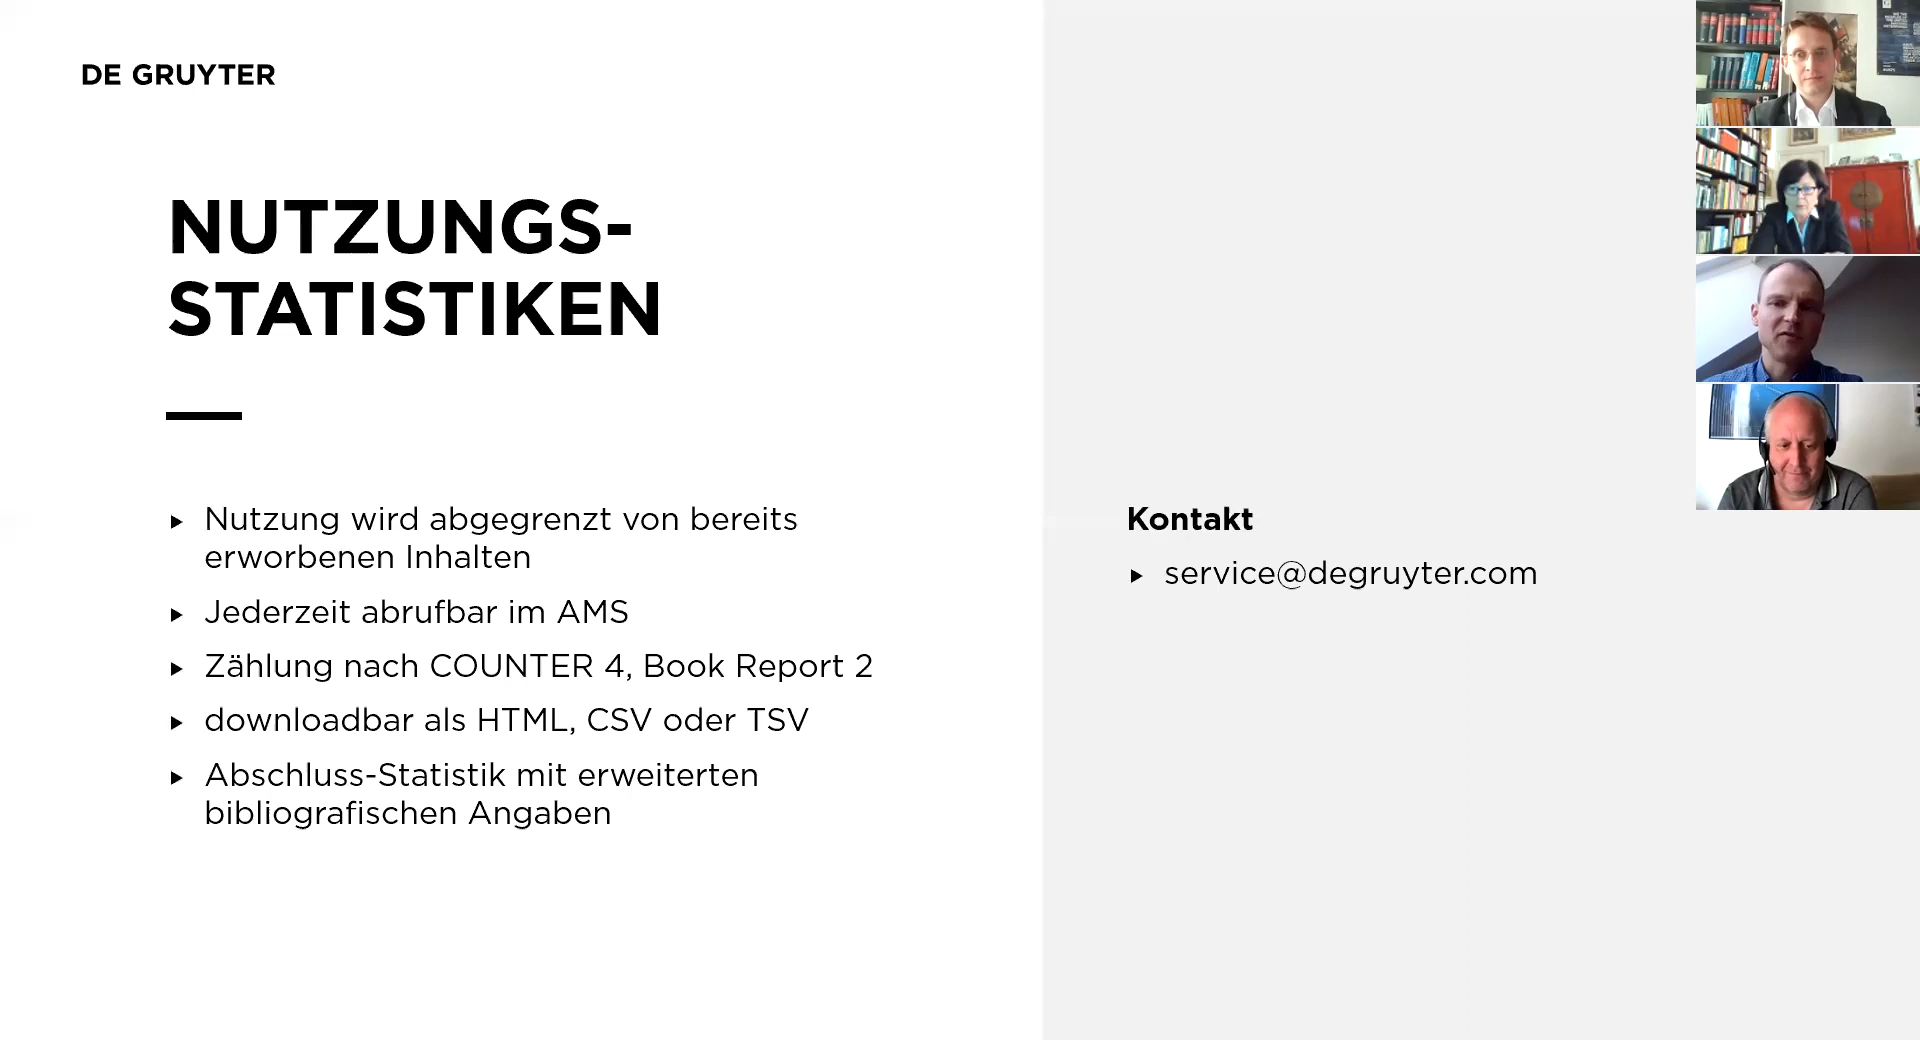 DE GRUYTER
NUTZUNGS-
STATISTIKEN
▸ Nutzung wird abgegrenzt von bereits
erworbenen Inhalten
▸ Jederzeit abrufbar im AMS
▸ Zählung nach COUNTER 4, Book Report 2
▸ downloadbar als HTML, CSV oder TSV
▸ Abschluss-Statistik mit erweiterten
bibliografischen Angaben
Kontakt
▸ service@degruyter.com